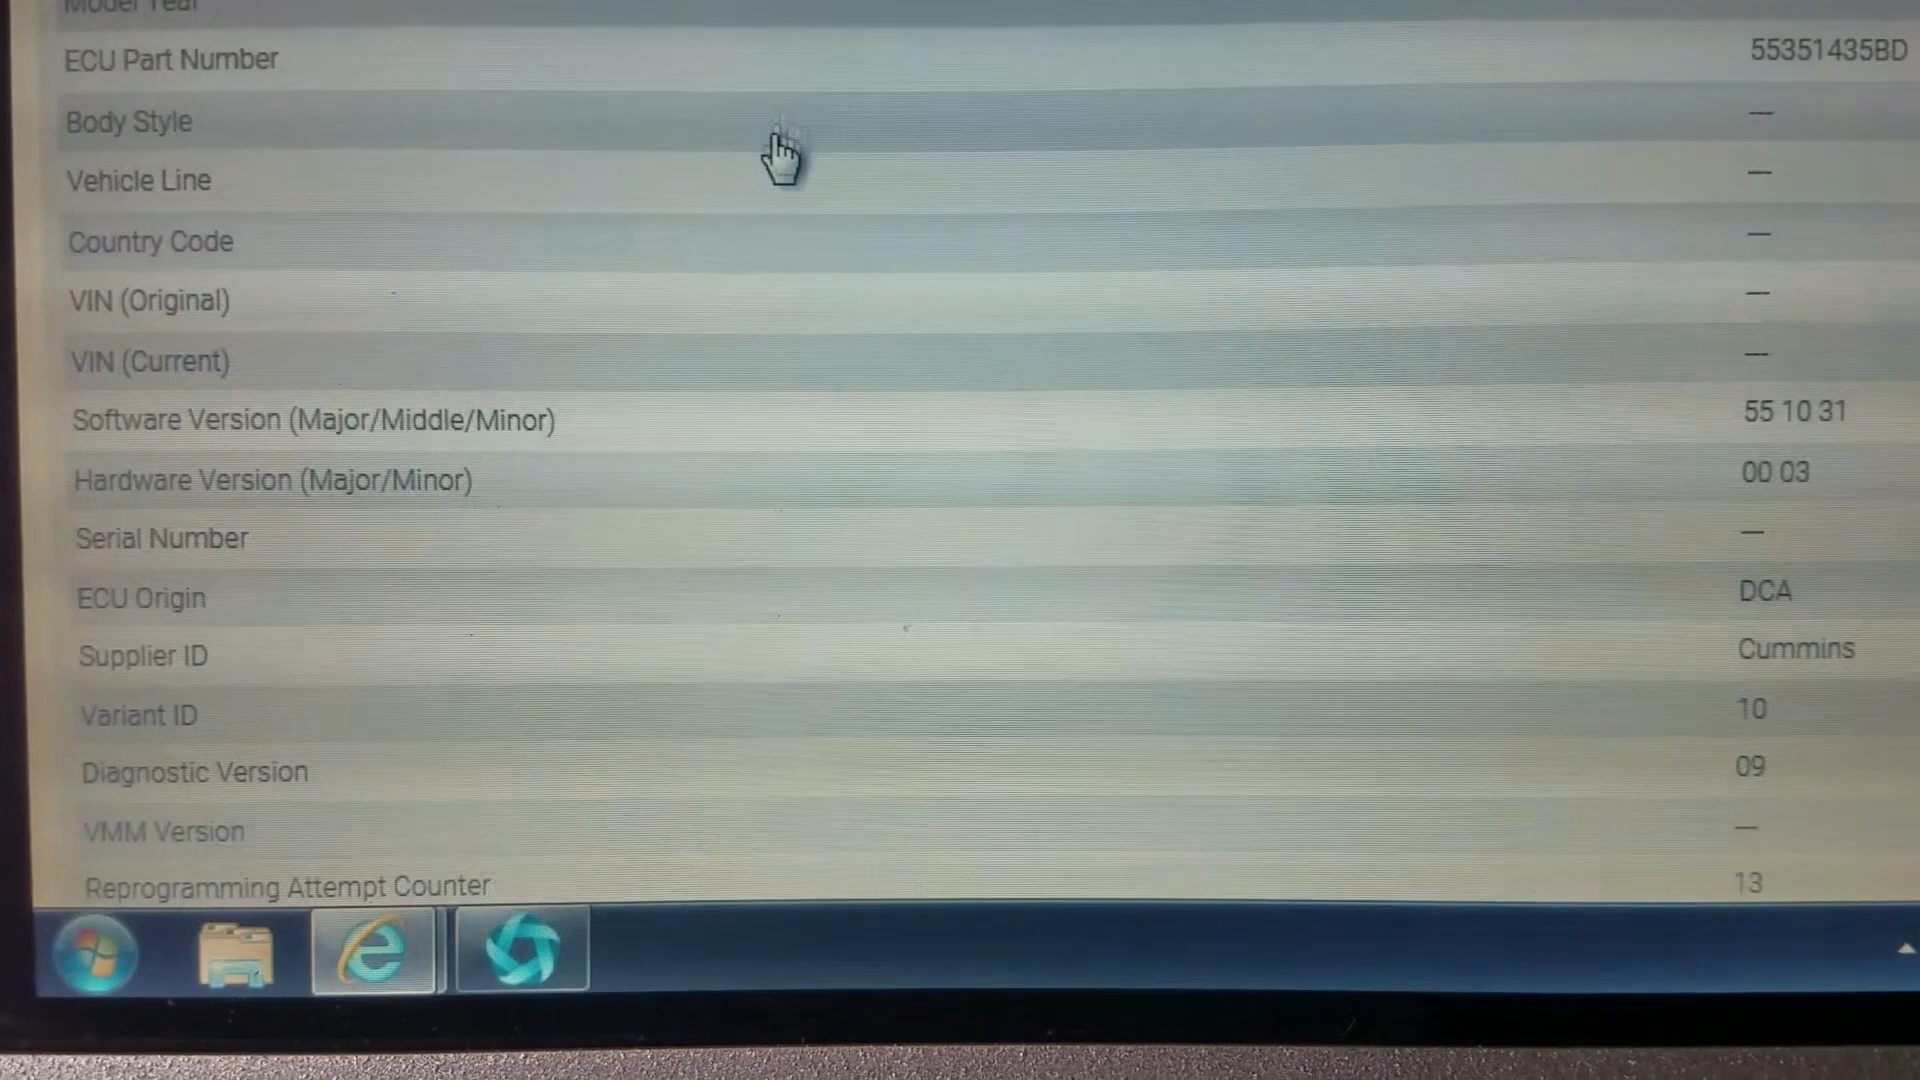 Model Year
ECU Part Number 55351435BD
Body Style —
Vehicle Line —
Country Code —
VIN (Original) —
VIN (Current) —
Software Version (Major/Middle/Minor) 55 10 31
Hardware Version (Major/Minor) 00 03
Serial Number —
ECU Origin DCA
Supplier ID Cummins
Variant ID 10
Diagnostic Version 09
VMM Version —
Reprogramming Attempt Counter 13